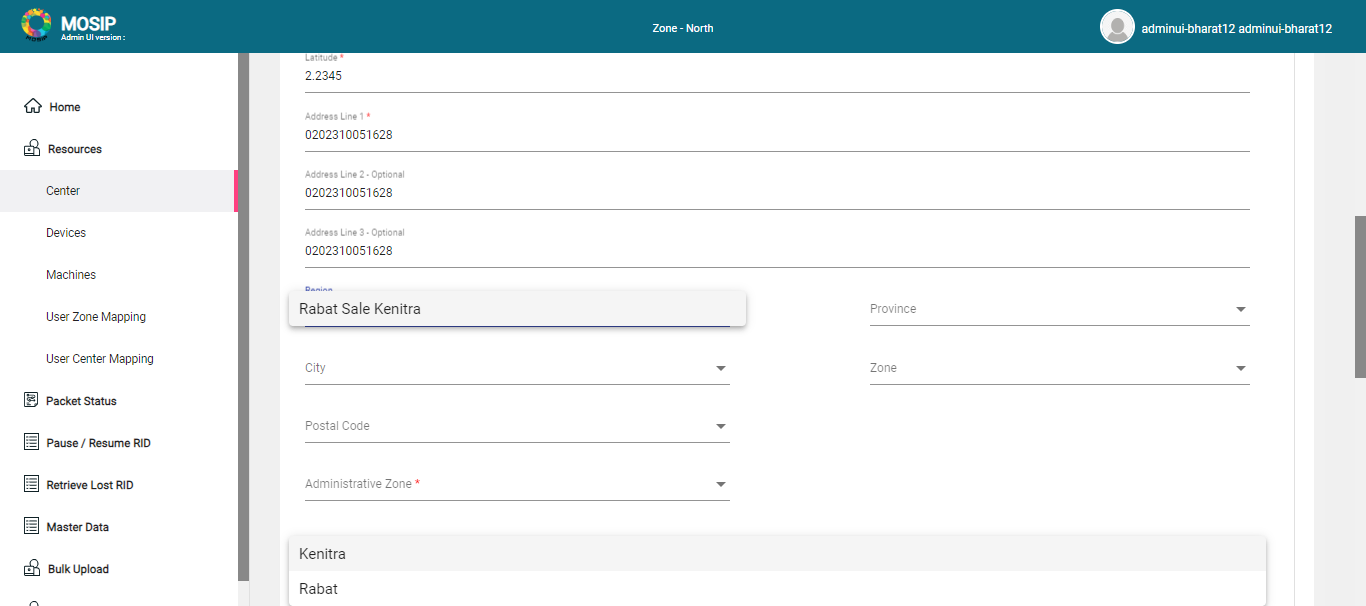 MOSIP
Admin UI version :
Zone - North
adminui-bharat12 adminui-bharat12
Home
Resources
Center
Devices
Machines
User Zone Mapping
User Center Mapping
Packet Status
Pause / Resume RID
Retrieve Lost RID
Master Data
Bulk Upload
Latitude *
2.2345
Address Line 1 *
0202310051628
Address Line 2 - Optional
0202310051628
Address Line 3 - Optional
0202310051628
Region
Rabat Sale Kenitra
Province
City
Zone
Postal Code
Administrative Zone *
Kenitra
Rabat